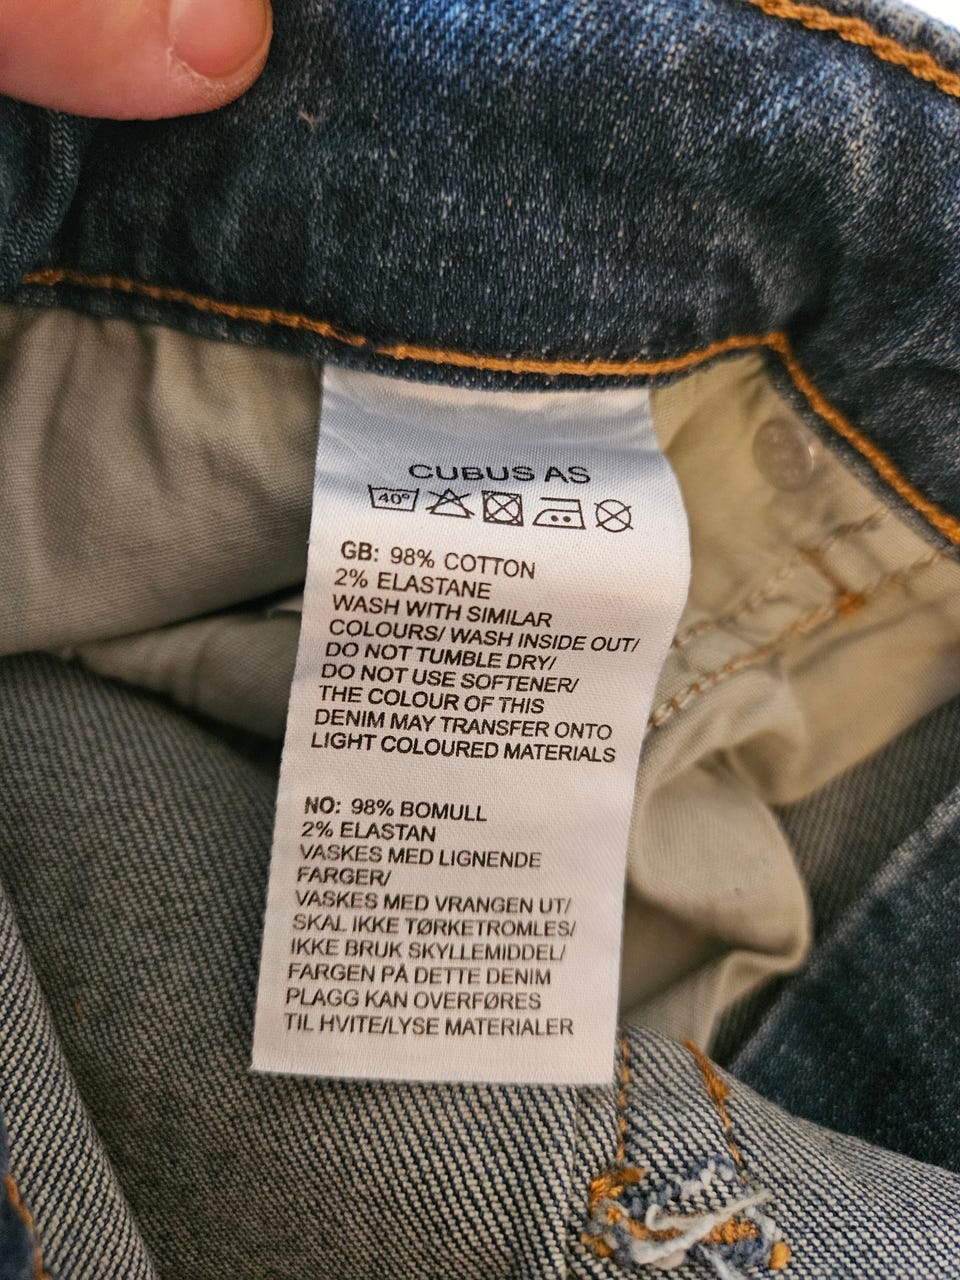 CUBUS AS
40°
GB: 98% COTTON
2% ELASTANE
WASH WITH SIMILAR
COLOURS/ WASH INSIDE OUT/
DO NOT TUMBLE DRY/
DO NOT USE SOFTENER/
THE COLOUR OF THIS
DENIM MAY TRANSFER ONTO
LIGHT COLOURED MATERIALS
NO: 98% BOMULL
2% ELASTAN
VASKES MED LIGNENDE
FARGER/
VASKES MED VRANGEN UT/
SKAL IKKE TØRKETROMLES/
IKKE BRUK SKYLLEMIDDEL/
FARGEN PÅ DETTE DENIM
PLAGG KAN OVERFØRES
TIL HVITE/LYSE MATERIALER